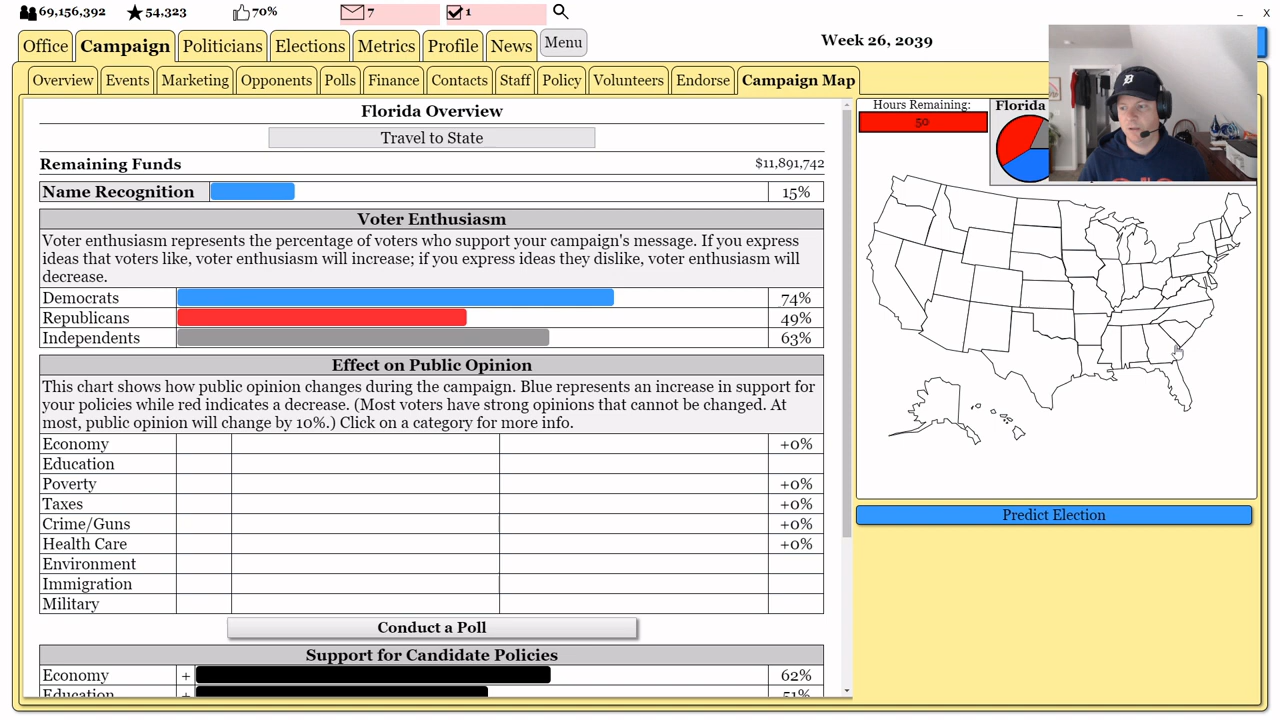 69,156,392 54,323 70% 7 1
_ X
Office Campaign Politicians Elections Metrics Profile News Menu
Week 26, 2039
Overview Events Marketing Opponents Polls Finance Contacts Staff Policy Volunteers Endorse Campaign Map
Florida Overview
Travel to State
Remaining Funds $11,891,742
Name Recognition 15%
Voter Enthusiasm
Voter enthusiasm represents the percentage of voters who support your campaign's message. If you express
ideas that voters like, voter enthusiasm will increase; if you express ideas they dislike, voter enthusiasm will
decrease.
Democrats 74%
Republicans 49%
Independents 63%
Effect on Public Opinion
This chart shows how public opinion changes during the campaign. Blue represents an increase in support for
your policies while red indicates a decrease. (Most voters have strong opinions that cannot be changed. At
most, public opinion will change by 10%.) Click on a category for more info.
Economy +0%
Education
Poverty +0%
Taxes +0%
Crime/Guns +0%
Health Care +0%
Environment
Immigration
Military
Conduct a Poll
Support for Candidate Policies
Economy + 62%
Education + 51%
Hours Remaining:
50
Florida
Predict Election